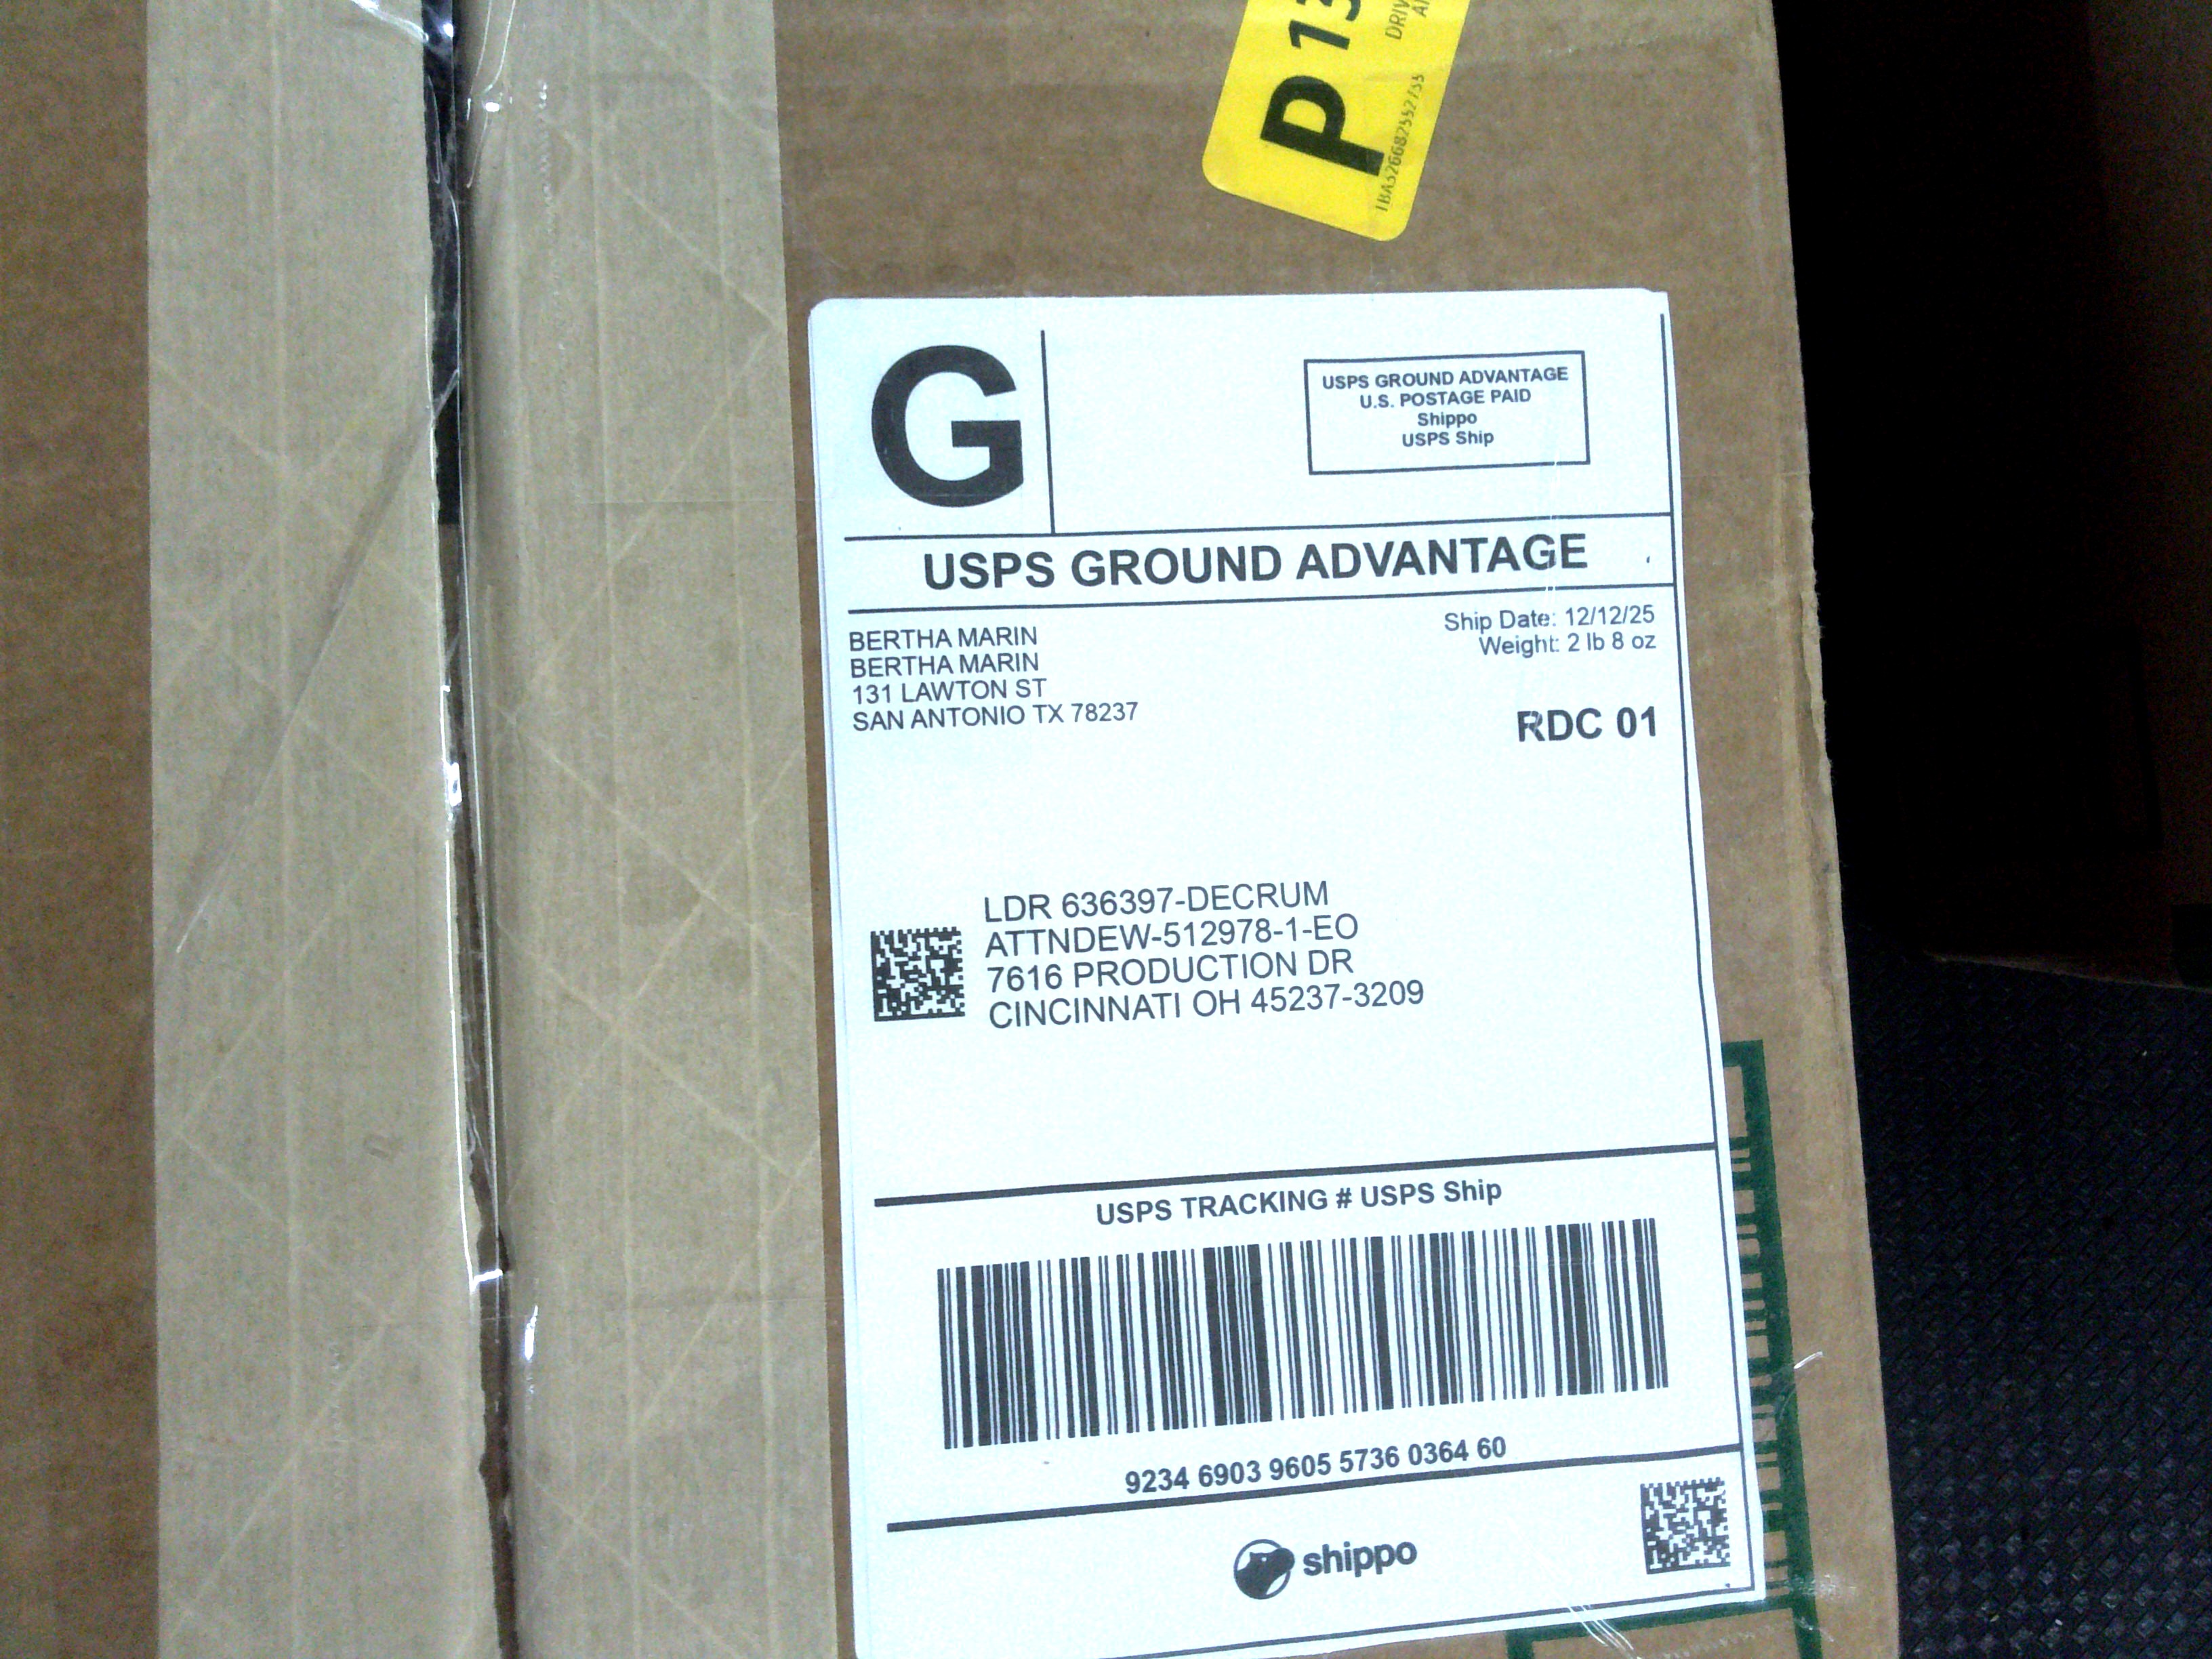 P 13
DRIV
1BA326682352753
G
USPS GROUND ADVANTAGE
U.S. POSTAGE PAID
Shippo
USPS Ship
USPS GROUND ADVANTAGE
BERTHA MARIN
BERTHA MARIN
131 LAWTON ST
SAN ANTONIO TX 78237
Ship Date: 12/12/25
Weight: 2 lb 8 oz
RDC 01
LDR 636397-DECRUM
ATTNDEW-512978-1-EO
7616 PRODUCTION DR
CINCINNATI OH 45237-3209
USPS TRACKING # USPS Ship
9234 6903 9605 5736 0364 60
shippo